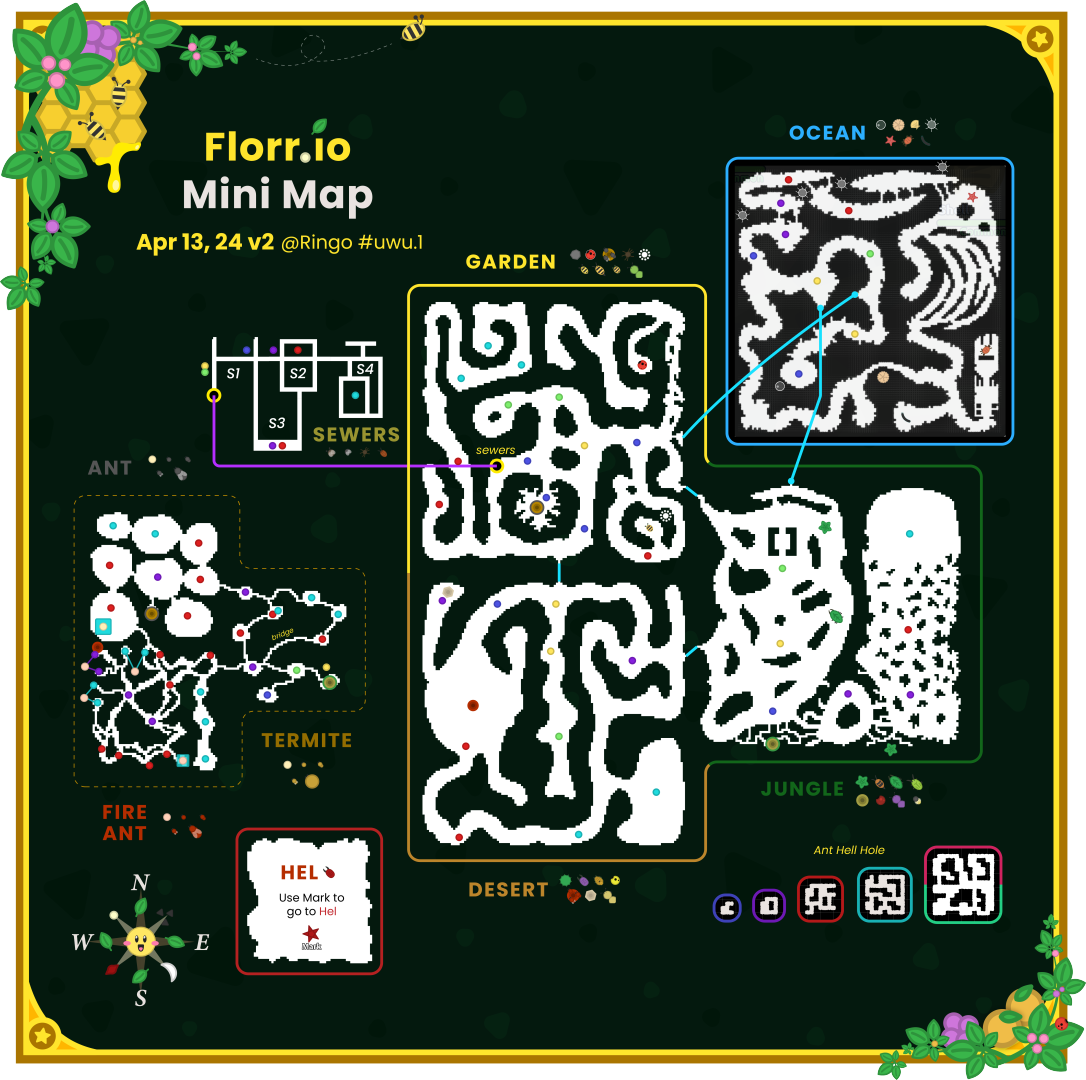 Florr.io
Mini Map
Apr 13, 24 v2 @Ringo #uwu.1
OCEAN
GARDEN
S1
S2
S4
S3
SEWERS
sewers
ANT
bridge
TERMITE
FIRE
ANT
JUNGLE
DESERT
Ant Hell Hole
HEL
Use Mark to
go to Hel
Mark
N
W
E
S